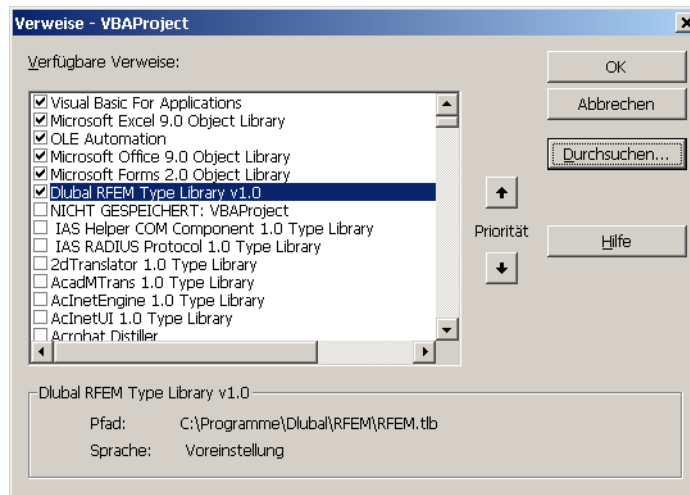 Verweise - VBAProject
Verfügbare Verweise:
OK
Visual Basic For Applications
Abbrechen
Microsoft Excel 9.0 Object Library
OLE Automation
Microsoft Office 9.0 Object Library
Durchsuchen...
Microsoft Forms 2.0 Object Library
Dlubal RFEM Type Library v1.0
NICHT GESPEICHERT: VBAProject
IAS Helper COM Component 1.0 Type Library
Priorität
IAS RADIUS Protocol 1.0 Type Library
Hilfe
2dTranslator 1.0 Type Library
AcadMTrans 1.0 Type Library
AcInetEngine 1.0 Type Library
AcInetUI 1.0 Type Library
Acrobat Distiller
Dlubal RFEM Type Library v1.0
Pfad: C:\Programme\Dlubal\RFEM\RFEM.tlb
Sprache: Voreinstellung